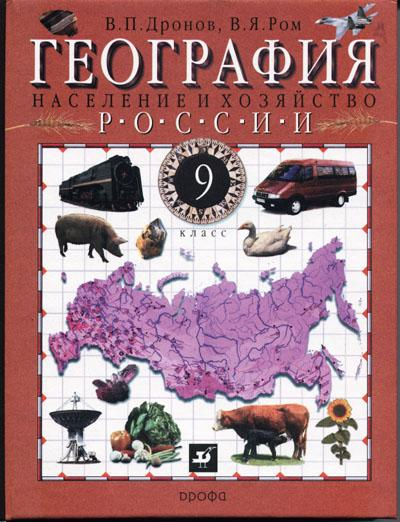 В.П.Дронов, В.Я.Ром
ГЕОГРАФИЯ
НАСЕЛЕНИЕ И ХОЗЯЙСТВО
Р·О·С·С·И·И
9
класс
дрофа